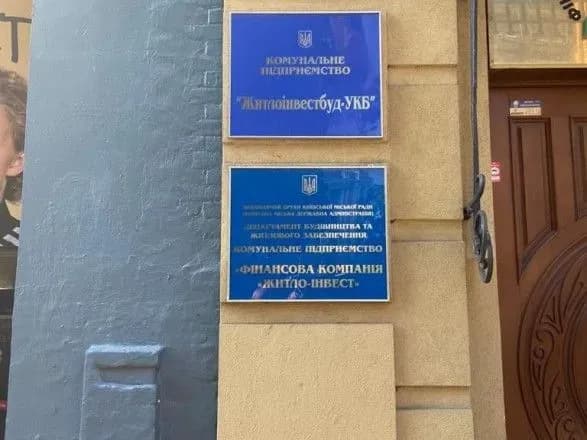 КОМУНАЛЬНЕ
ПІДПРИЄМСТВО
"Житлоінвестбуд-УКБ"
ВИКОНАВЧИЙ ОРГАН КИЇВСЬКОЇ МІСЬКОЇ РАДИ
(КИЇВСЬКА МІСЬКА ДЕРЖАВНА АДМІНІСТРАЦІЯ)
ДЕПАРТАМЕНТ БУДІВНИЦТВА ТА
ЖИТЛОВОГО ЗАБЕЗПЕЧЕННЯ
КОМУНАЛЬНЕ ПІДПРИЄМСТВО
«ФІНАНСОВА КОМПАНІЯ
«ЖИТЛО-ІНВЕСТ»